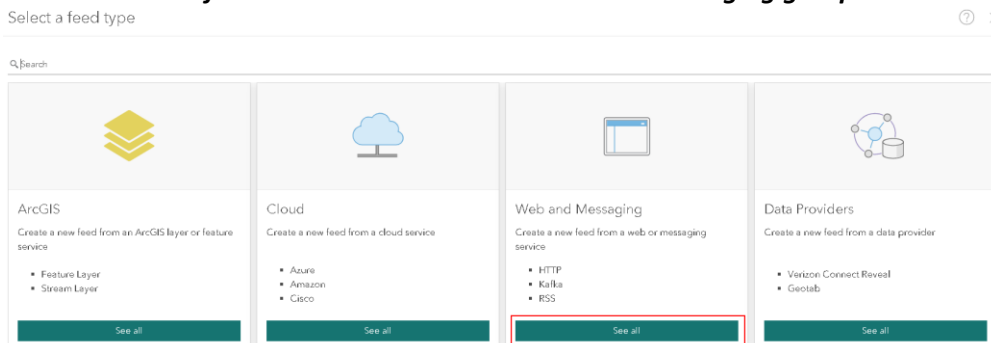 Select a feed type
Search
ArcGIS
Create a new feed from an ArcGIS layer or feature
service
▪ Feature Layer
▪ Stream Layer
See all
Cloud
Create a new feed from a cloud service
▪ Azure
▪ Amazon
▪ Cisco
See all
Web and Messaging
Create a new feed from a web or messaging
service
▪ HTTP
▪ Kafka
▪ RSS
See all
Data Providers
Create a new feed from a data provider
▪ Verizon Connect Reveal
▪ Geotab
See all